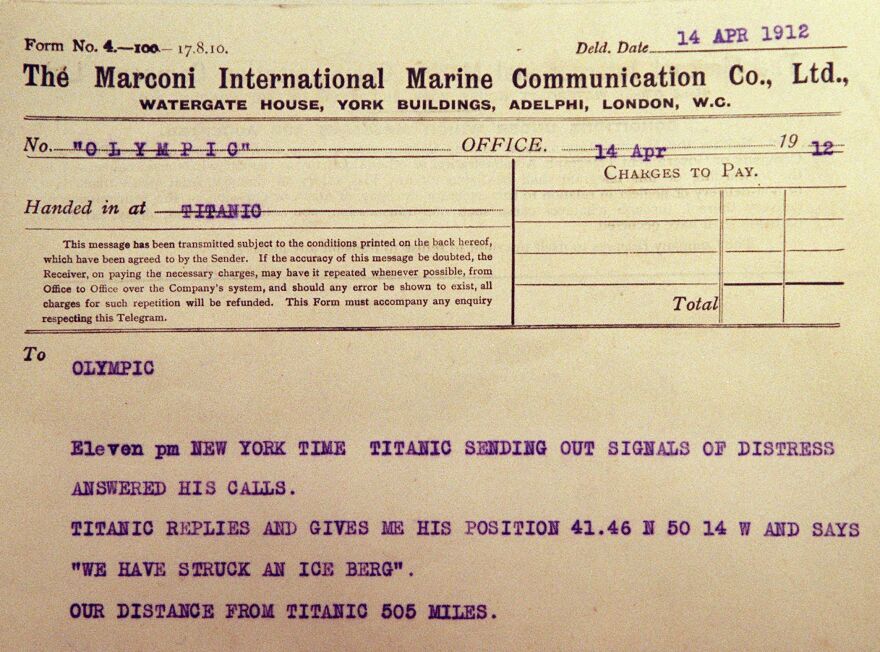 Form No. 4.—100.— 17.8.10. Deld. Date 14 APR 1912
The Marconi International Marine Communication Co., Ltd.,
WATERGATE HOUSE, YORK BUILDINGS, ADELPHI, LONDON, W.C.
No. "OLYMPIC" OFFICE. 14 Apr 19 12
CHARGES TO PAY.
Handed in at TITANIC
This message has been transmitted subject to the conditions printed on the back hereof,
which have been agreed to by the Sender. If the accuracy of this message be doubted, the
Receiver, on paying the necessary charges, may have it repeated whenever possible, from
Office to Office over the Company's system, and should any error be shown to exist, all
charges for such repetition will be refunded. This Form must accompany any enquiry
respecting this Telegram.
Total
To
OLYMPIC
Eleven pm NEW YORK TIME TITANIC SENDING OUT SIGNALS OF DISTRESS
ANSWERED HIS CALLS.
TITANIC REPLIES AND GIVES ME HIS POSITION 41.46 N 50 14 W AND SAYS
"WE HAVE STRUCK AN ICE BERG".
OUR DISTANCE FROM TITANIC 505 MILES.